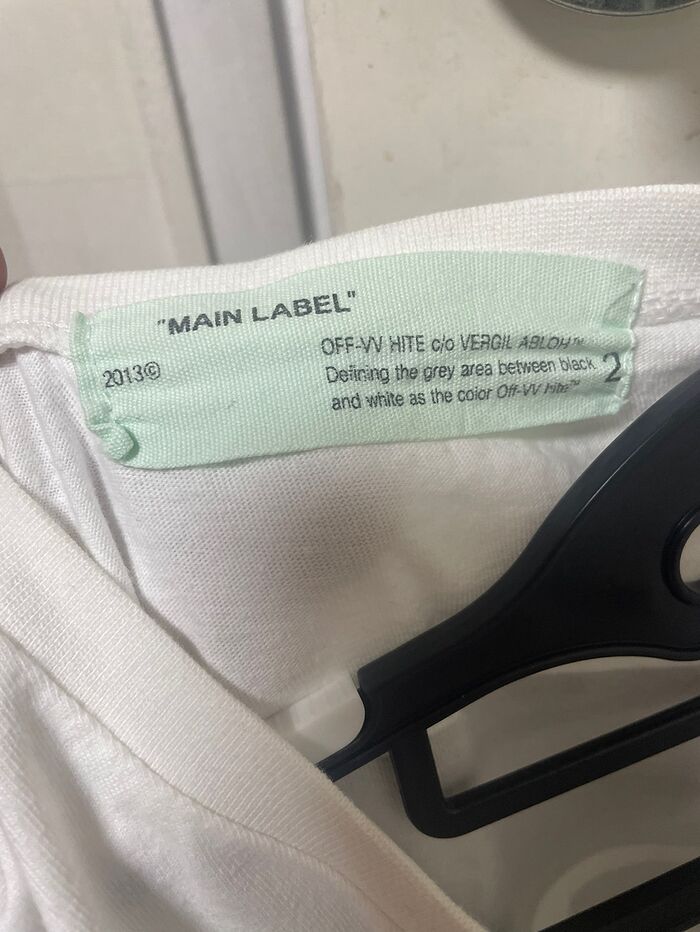 "MAIN LABEL"
2013©
OFF-VV HITE c/o VERGIL ABLOH™
Defining the grey area between black
and white as the color Off-VV hite™
2